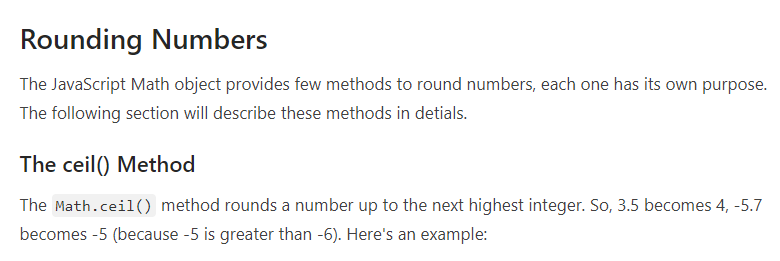 Rounding Numbers
The JavaScript Math object provides few methods to round numbers, each one has its own purpose.
The following section will describe these methods in detials.
The ceil() Method
The Math.ceil() method rounds a number up to the next highest integer. So, 3.5 becomes 4, -5.7
becomes -5 (because -5 is greater than -6). Here's an example: